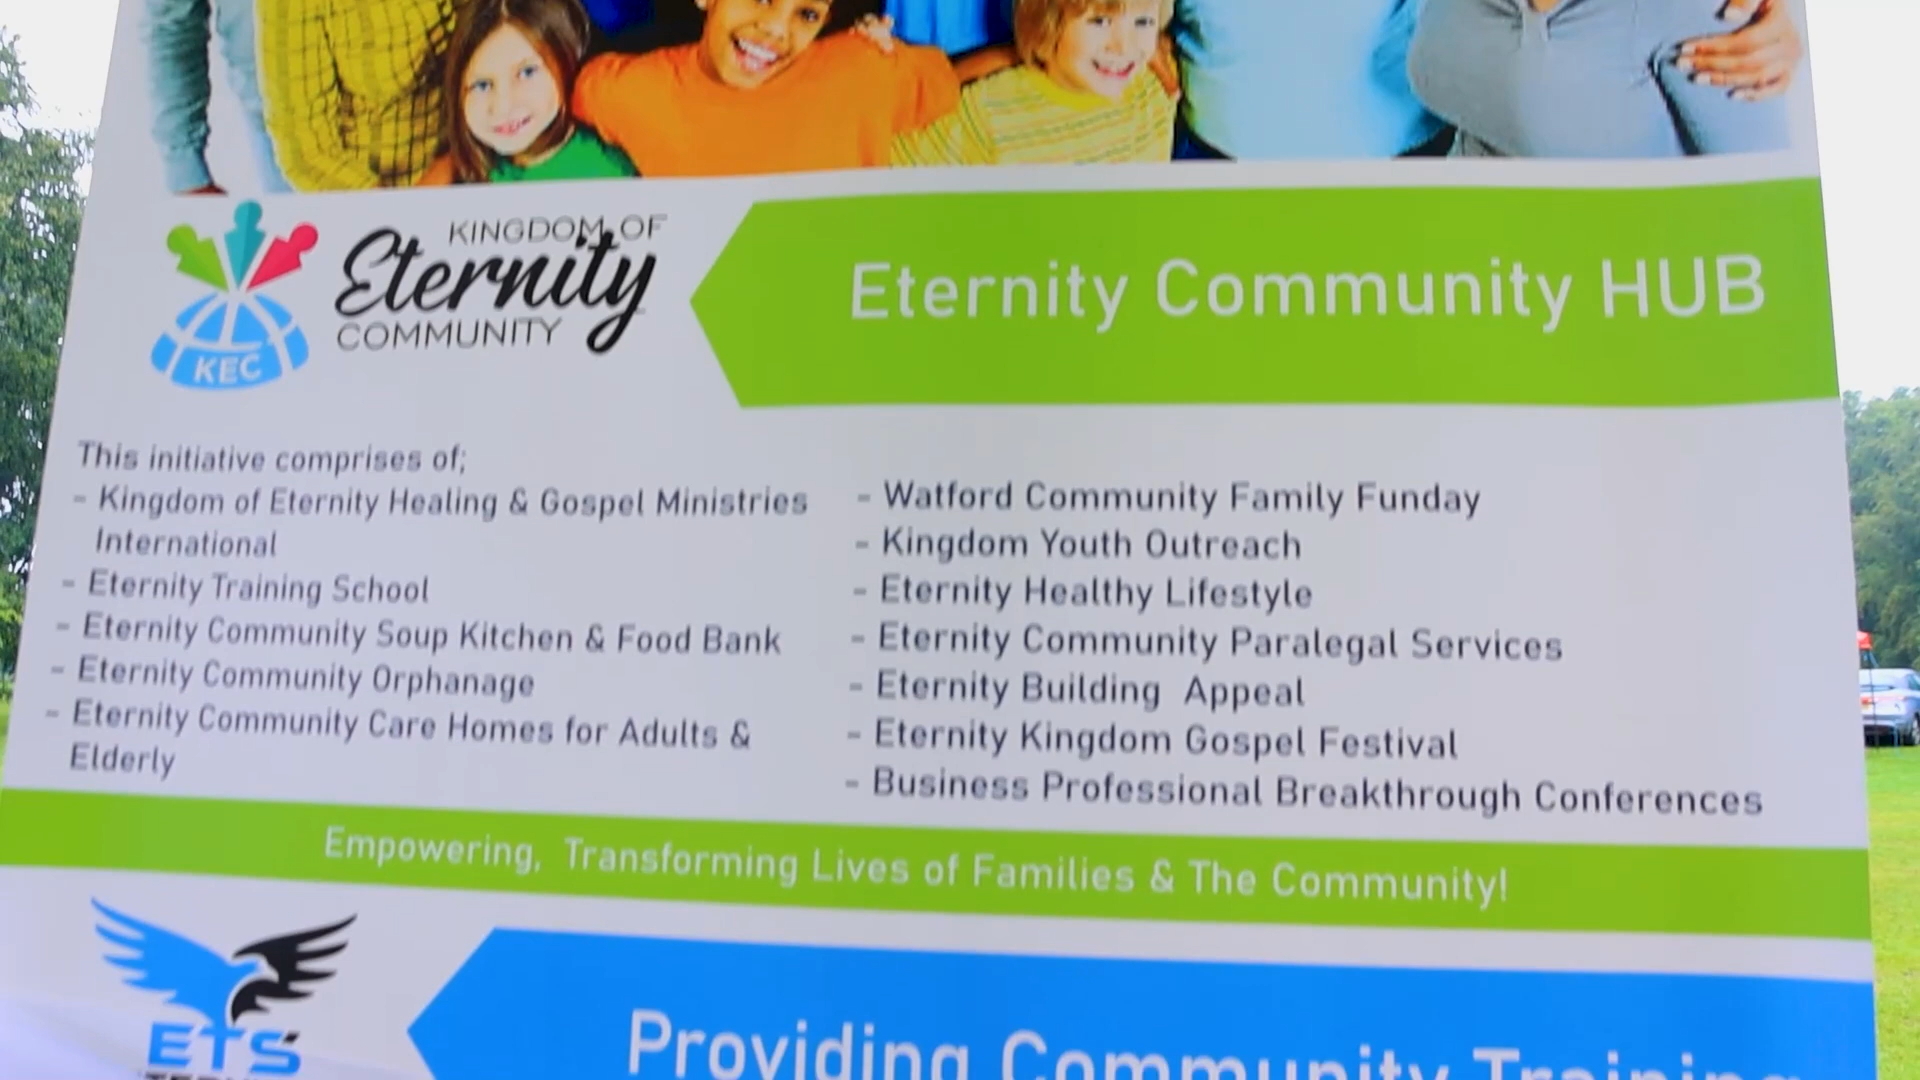 KINGDOM OF
Eternity
COMMUNITY
KEC
Eternity Community HUB
This initiative comprises of;
- Kingdom of Eternity Healing & Gospel Ministries
International
- Eternity Training School
- Eternity Community Soup Kitchen & Food Bank
- Eternity Community Orphanage
- Eternity Community Care Homes for Adults &
Elderly
- Watford Community Family Funday
- Kingdom Youth Outreach
- Eternity Healthy Lifestyle
- Eternity Community Paralegal Services
- Eternity Building Appeal
- Eternity Kingdom Gospel Festival
- Business Professional Breakthrough Conferences
Empowering, Transforming Lives of Families & The Community!
ETS
Providing Community Training